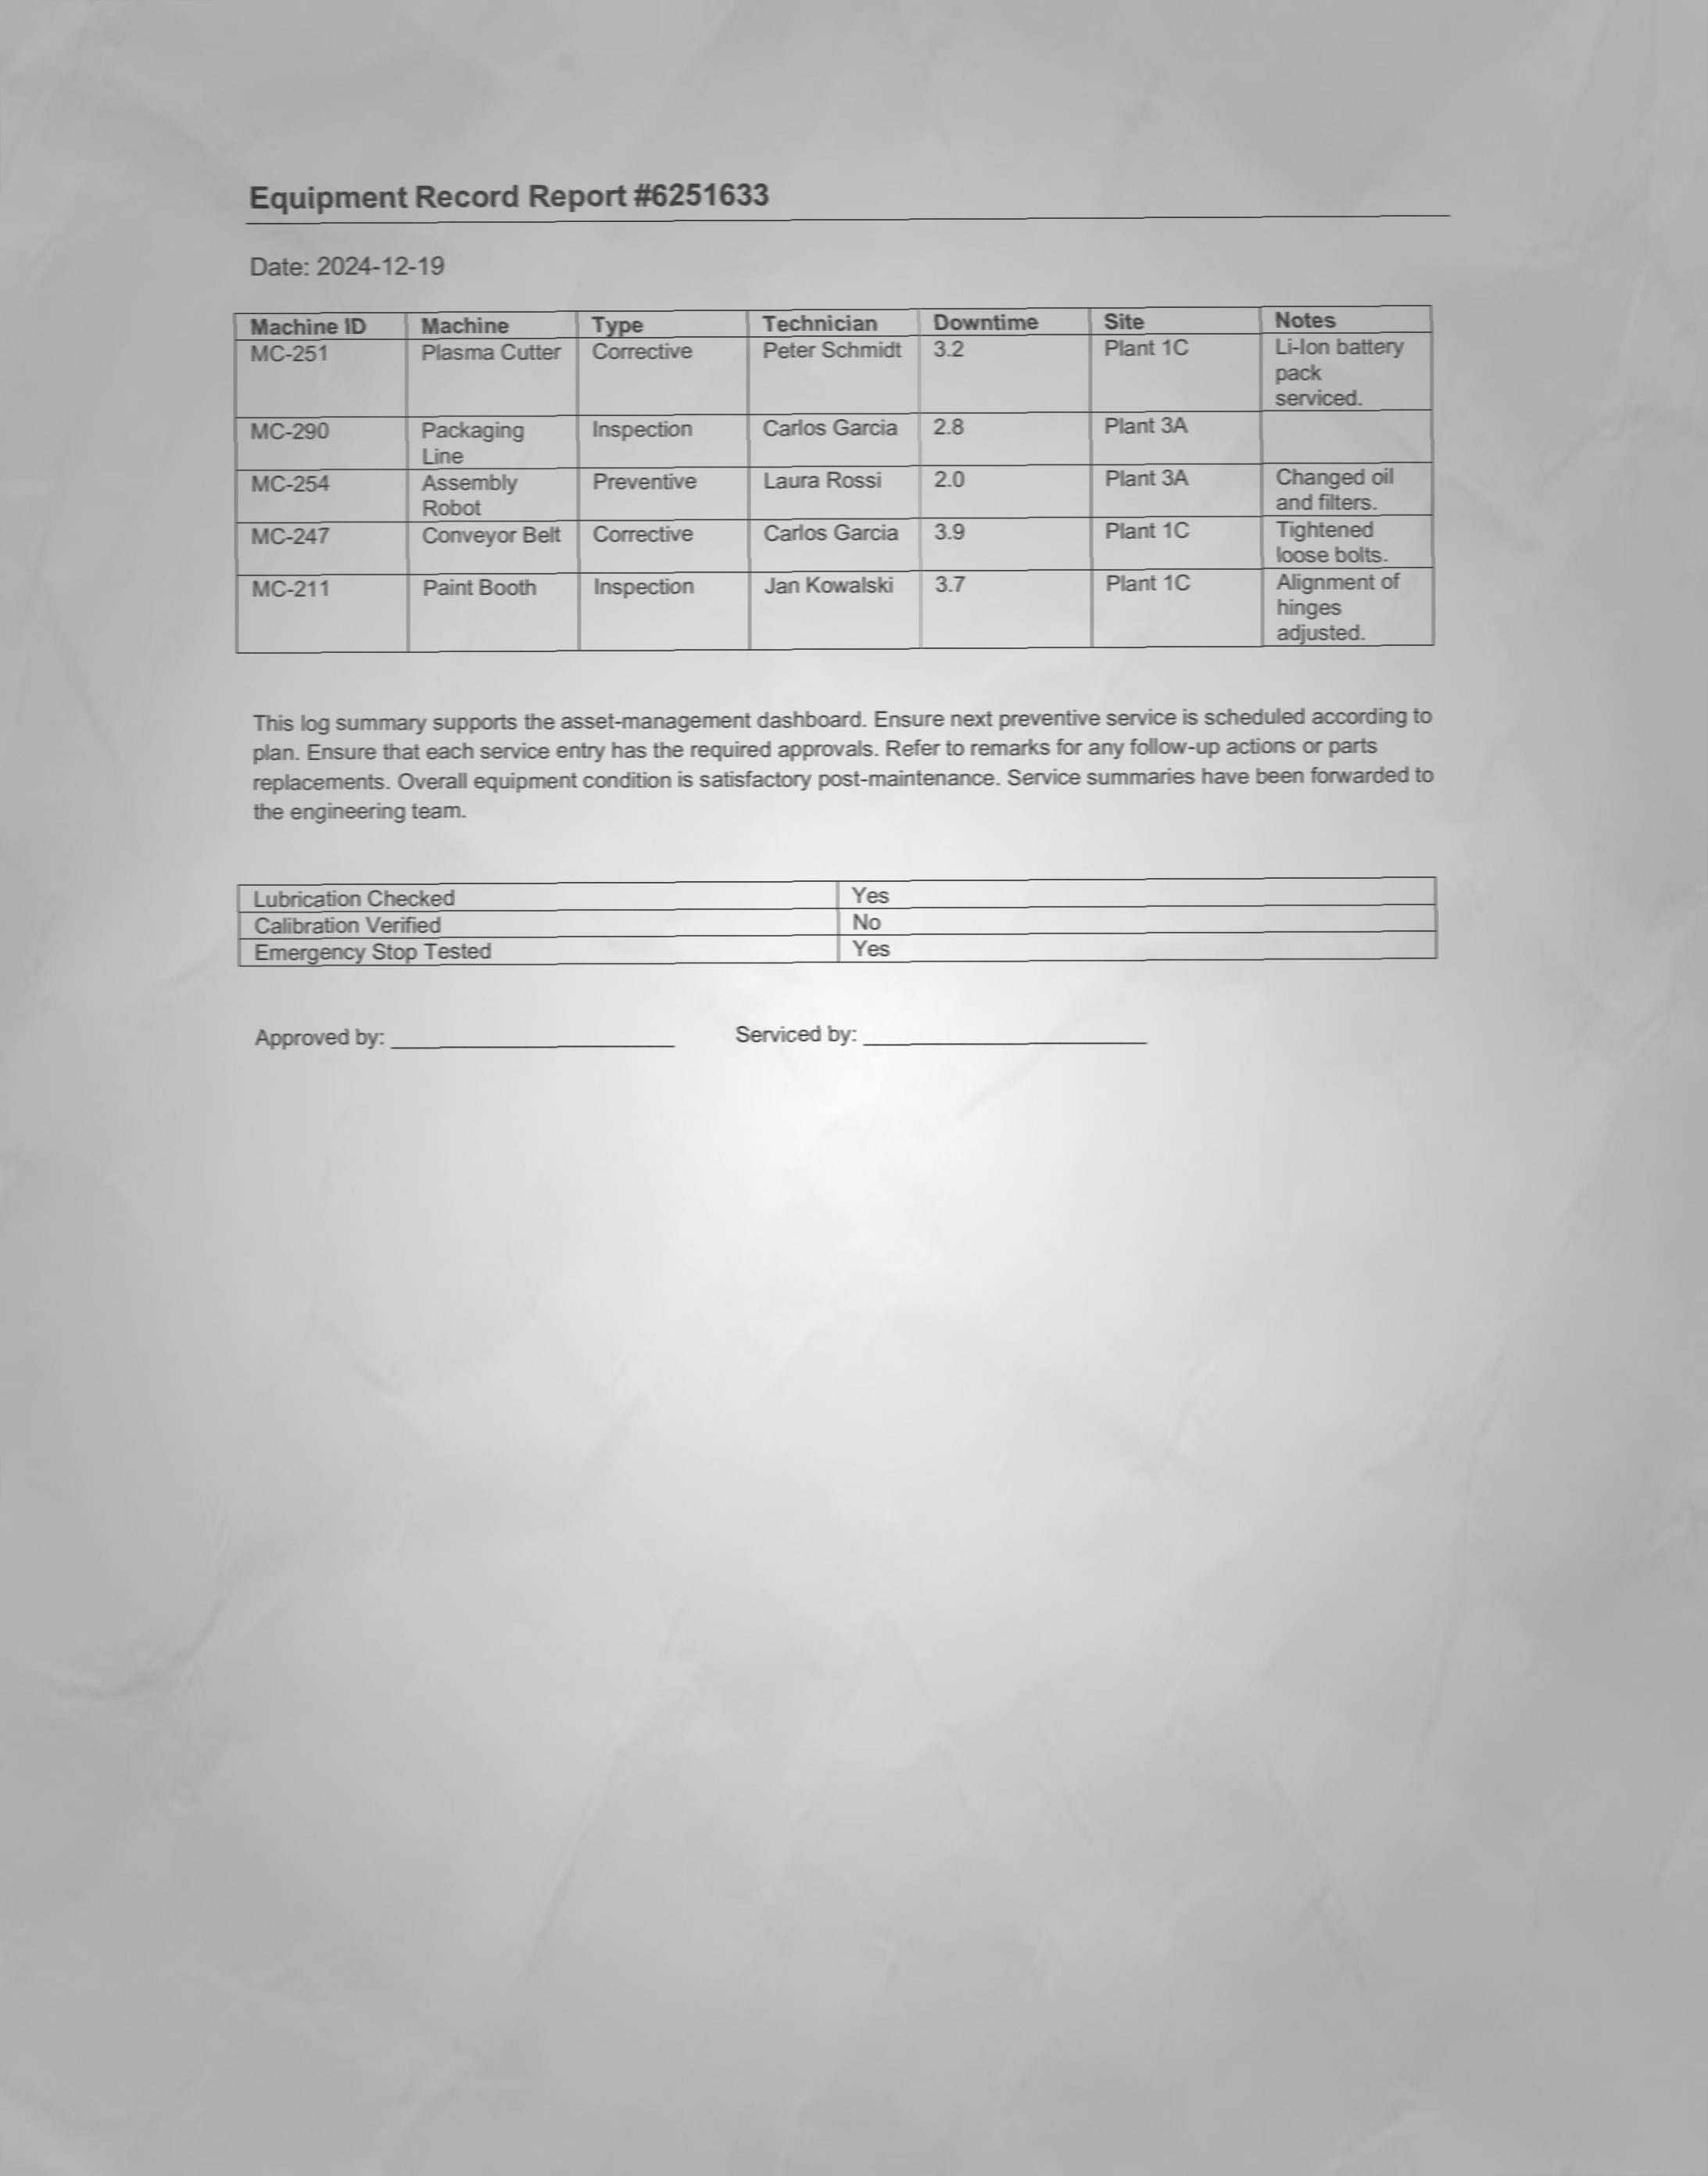 Equipment Record Report #6251633
Date: 2024-12-19
Machine ID Machine Type Technician Downtime Site Notes
MC-251 Plasma Cutter Corrective Peter Schmidt 3.2 Plant 1C Li-Ion battery
pack
serviced.
MC-290 Packaging Inspection Carlos Garcia 2.8 Plant 3A
Line
MC-254 Assembly Preventive Laura Rossi 2.0 Plant 3A Changed oil
Robot and filters.
MC-247 Conveyor Belt Corrective Carlos Garcia 3.9 Plant 1C Tightened
loose bolts.
MC-211 Paint Booth Inspection Jan Kowalski 3.7 Plant 1C Alignment of
hinges
adjusted.
This log summary supports the asset-management dashboard. Ensure next preventive service is scheduled according to
plan. Ensure that each service entry has the required approvals. Refer to remarks for any follow-up actions or parts
replacements. Overall equipment condition is satisfactory post-maintenance. Service summaries have been forwarded to
the engineering team.
Lubrication Checked Yes
Calibration Verified No
Emergency Stop Tested Yes
Approved by: ________________________ Serviced by: ________________________